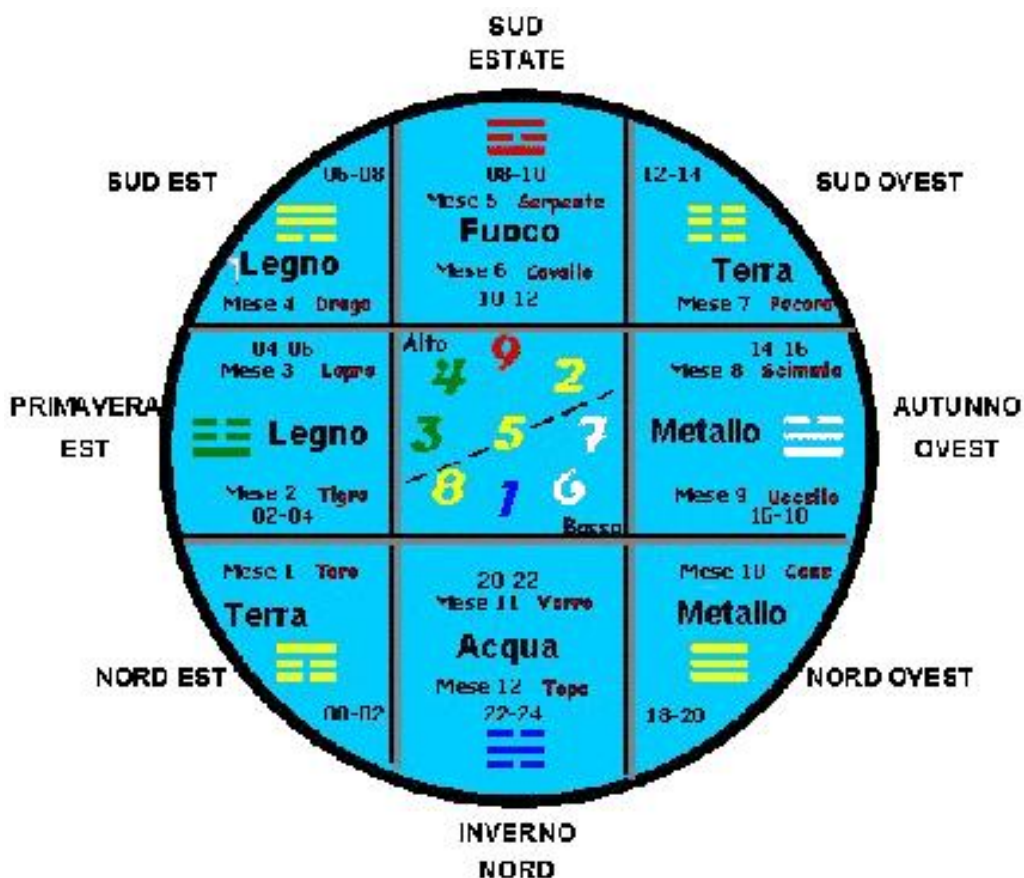 SUD
ESTATE
SUD EST
SUD OVEST
06-08
Legno
Mese 4 Drago
08-10
Mese 5 Serpente
Fuoco
Mese 6 Cavallo
10-12
12-14
Terra
Mese 7 Pecora
PRIMAVERA
EST
04-06
Mese 3 Lepre
Legno
Mese 2 Tigre
02-04
Alto
4 9 2
3 5 7
8 1 6
Basso
14-16
Mese 8 Scimmia
Metallo
Mese 9 Uccello
AUTUNNO
OVEST
NORD EST
Mese 1 Toro
Terra
00-02
20-22
Mese 11 Verro
Acqua
Mese 12 Topo
22-24
Mese 10 Cane
Metallo
18-20
NORD OVEST
INVERNO
NORD